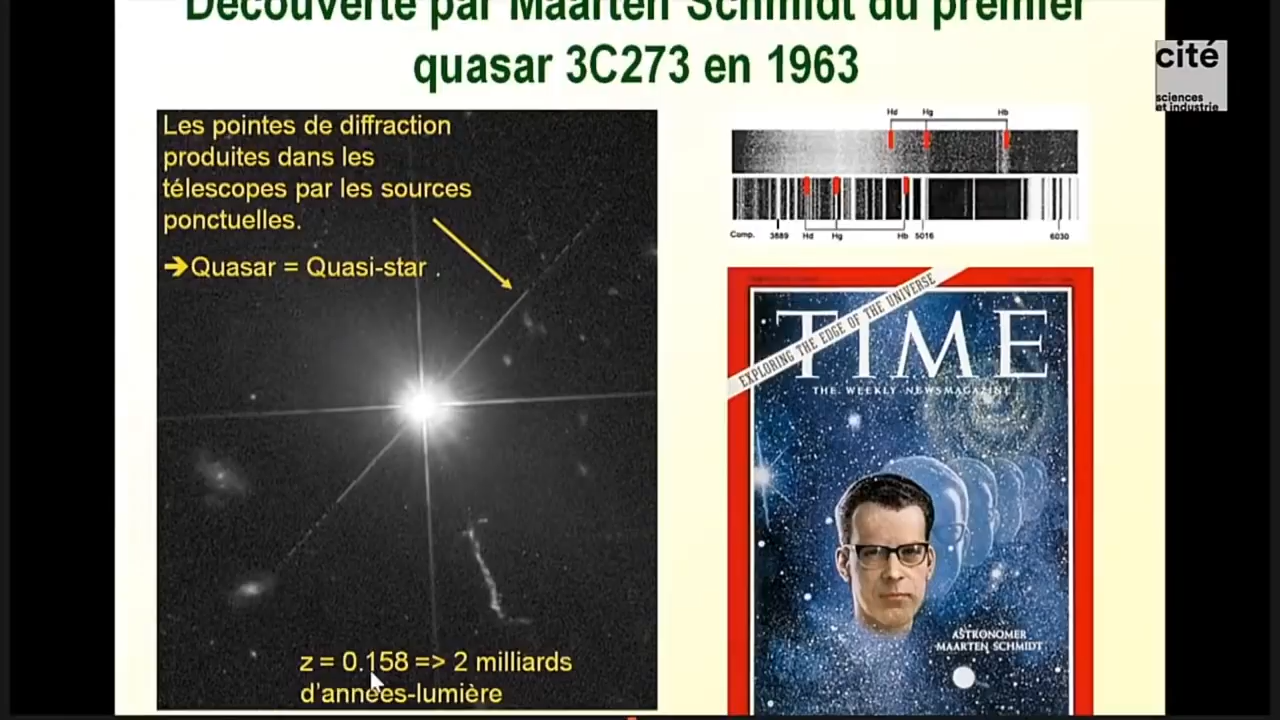 Découverte par Maarten Schmidt du premier
quasar 3C273 en 1963
cité
sciences
et industrie
Les pointes de diffraction
produites dans les
télescopes par les sources
ponctuelles.
➔Quasar = Quasi-star .
z = 0.158 => 2 milliards
d'années-lumière
Hd Hg Hb
Comp. 3889 Hd Hg Hb 5016 6030
EXPLORING THE EDGE OF THE UNIVERSE
TIME
THE WEEKLY NEWSMAGAZINE
ASTRONOMER
MAARTEN SCHMIDT